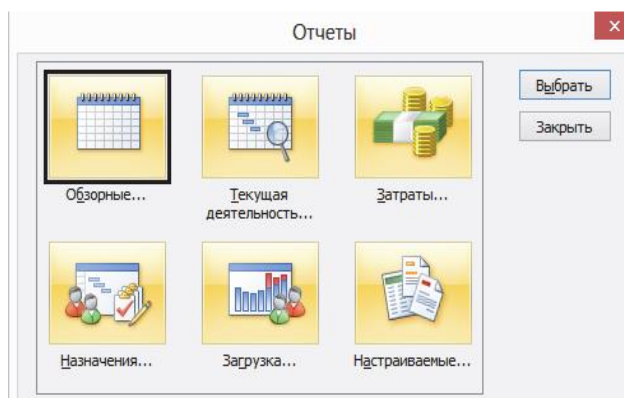 Отчеты
Выбрать
Закрыть
Обзорные...
Текущая
деятельность...
Затраты...
Назначения...
Загрузка...
Настраиваемые...